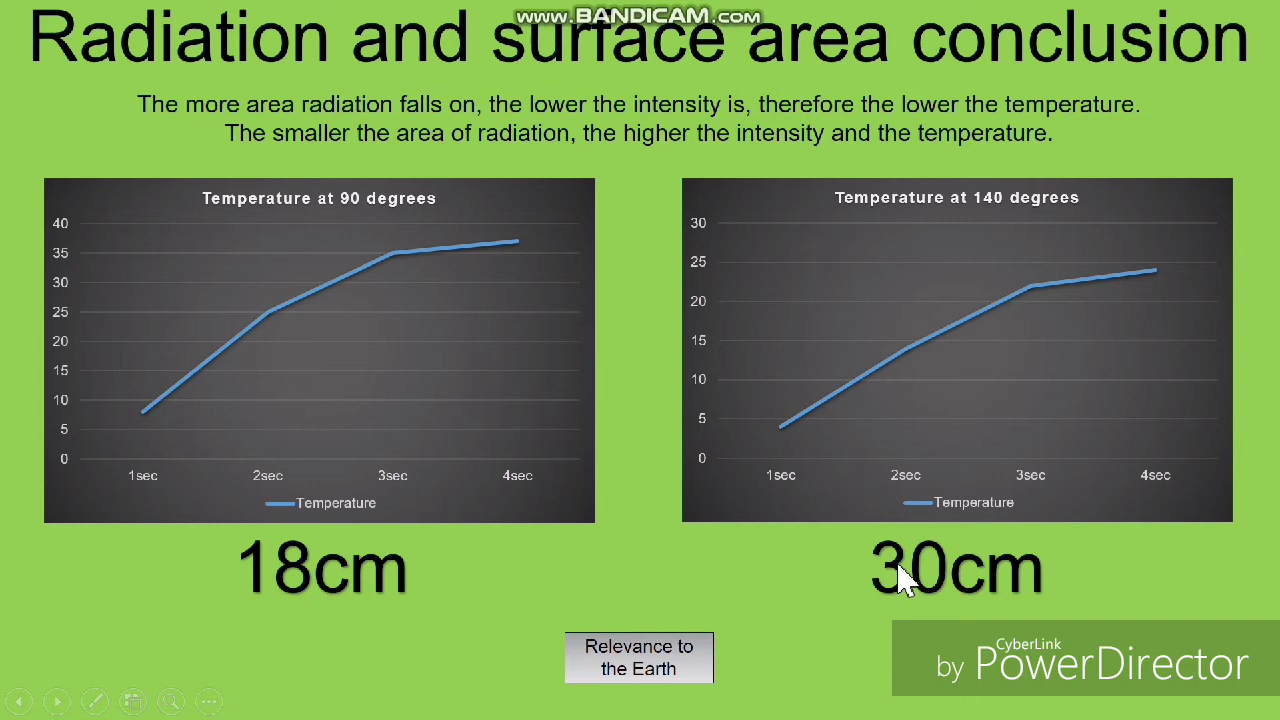 www.BANDICAM.com
Radiation and surface area conclusion
The more area radiation falls on, the lower the intensity is, therefore the lower the temperature.
The smaller the area of radiation, the higher the intensity and the temperature.
Temperature at 90 degrees
40
35
30
25
20
15
10
5
0
1sec 2sec 3sec 4sec
Temperature
18cm
Temperature at 140 degrees
30
25
20
15
10
5
0
1sec 2sec 3sec 4sec
Temperature
30cm
Relevance to
the Earth
CyberLink
by PowerDirector